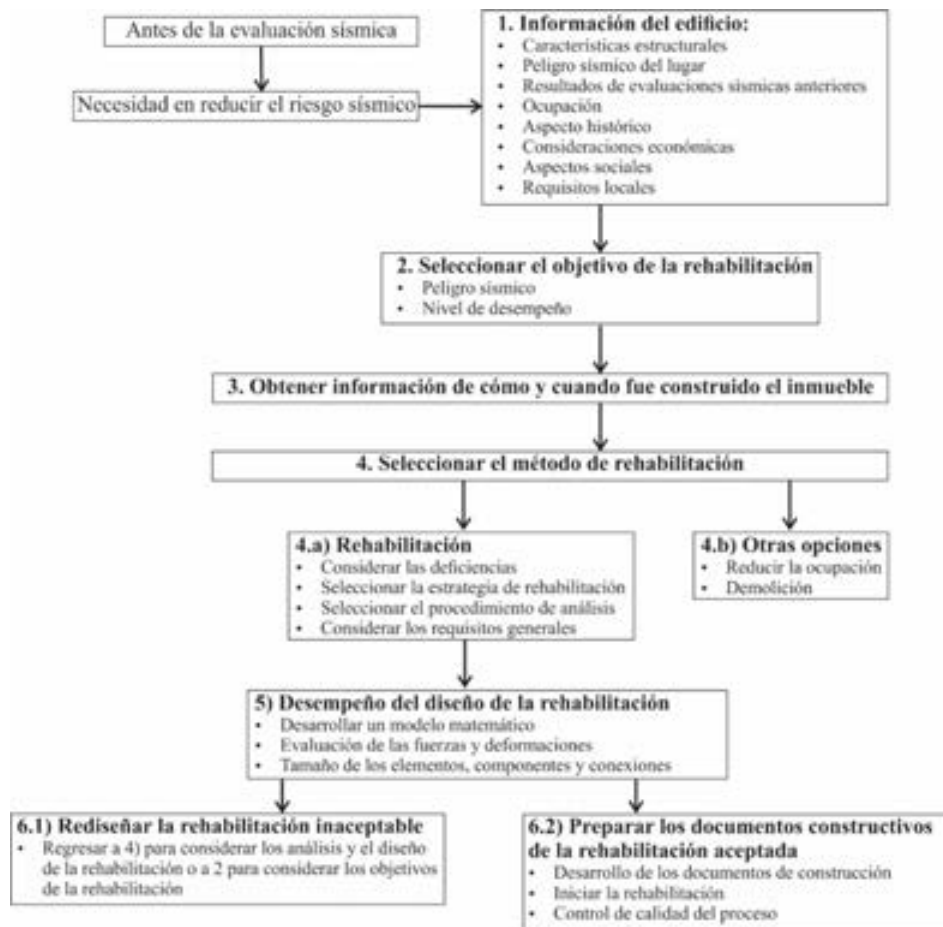 Antes de la evaluación sísmica
Necesidad en reducir el riesgo sísmico
1. Información del edificio:
• Características estructurales
• Peligro sísmico del lugar
• Resultados de evaluaciones sísmicas anteriores
• Ocupación
• Aspecto histórico
• Consideraciones económicas
• Aspectos sociales
• Requisitos locales
2. Seleccionar el objetivo de la rehabilitación
• Peligro sísmico
• Nivel de desempeño
3. Obtener información de cómo y cuando fue construido el inmueble
4. Seleccionar el método de rehabilitación
4.a) Rehabilitación
• Considerar las deficiencias
• Seleccionar la estrategia de rehabilitación
• Seleccionar el procedimiento de análisis
• Considerar los requisitos generales
4.b) Otras opciones
• Reducir la ocupación
• Demolición
5) Desempeño del diseño de la rehabilitación
• Desarrollar un modelo matemático
• Evaluación de las fuerzas y deformaciones
• Tamaño de los elementos, componentes y conexiones
6.1) Rediseñar la rehabilitación inaceptable
• Regresar a 4) para considerar los análisis y el diseño
de la rehabilitación o a 2 para considerar los objetivos
de la rehabilitación
6.2) Preparar los documentos constructivos
de la rehabilitación aceptada
• Desarrollo de los documentos de construcción
• Iniciar la rehabilitación
• Control de calidad del proceso